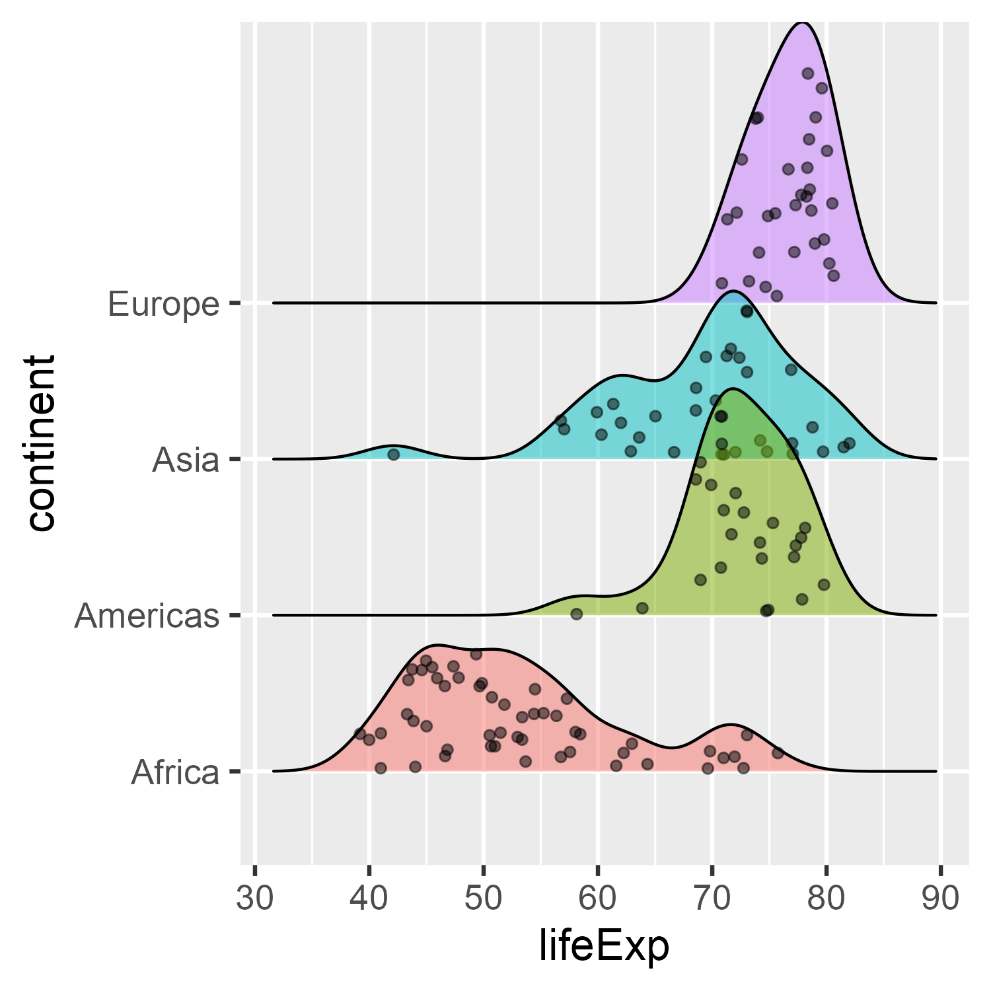 continent
Europe
Asia
Americas
Africa
30 40 50 60 70 80 90
lifeExp